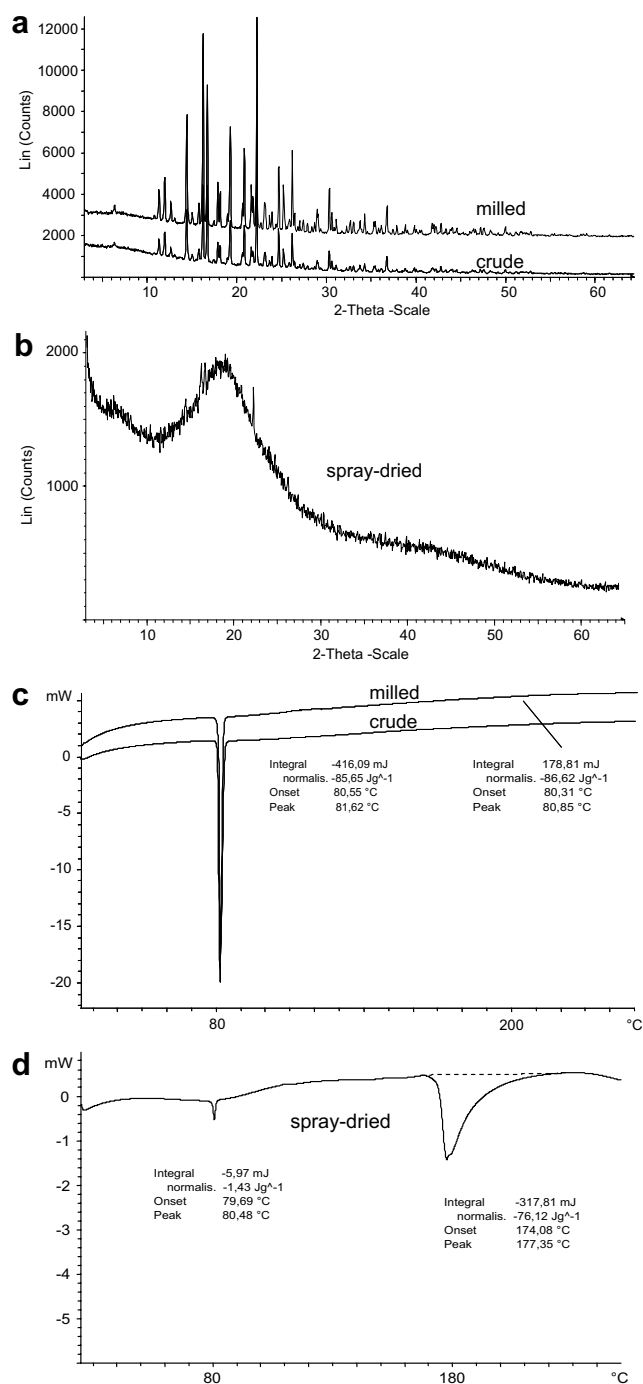 a
12000
10000
8000
6000
4000
2000
Lin (Counts)
milled
crude
10 20 30 40 50 60
2-Theta -Scale
b
2000
1000
Lin (Counts)
spray-dried
10 20 30 40 50 60
2-Theta -Scale
c
mW
0
-5
-10
-15
-20
milled
crude
Integral -416,09 mJ
normalis. -85,65 Jg^-1
Onset 80,55 °C
Peak 81,62 °C
Integral 178,81 mJ
normalis. -86,62 Jg^-1
Onset 80,31 °C
Peak 80,85 °C
80 200 °C
d
mW
0
-1
-2
-3
-4
-5
spray-dried
Integral -5,97 mJ
normalis. -1,43 Jg^-1
Onset 79,69 °C
Peak 80,48 °C
Integral -317,81 mJ
normalis. -76,12 Jg^-1
Onset 174,08 °C
Peak 177,35 °C
80 180 °C